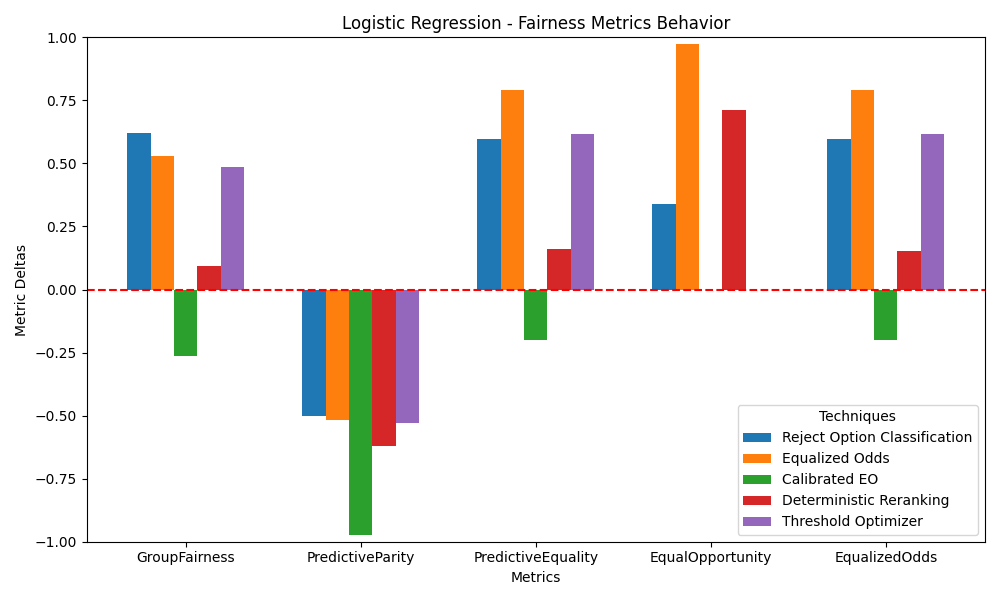 Logistic Regression - Fairness Metrics Behavior
1.00
0.75
0.50
0.25
0.00
−0.25
−0.50
−0.75
−1.00
Metric Deltas
GroupFairness
PredictiveParity
PredictiveEquality
EqualOpportunity
EqualizedOdds
Metrics
Techniques
Reject Option Classification
Equalized Odds
Calibrated EO
Deterministic Reranking
Threshold Optimizer